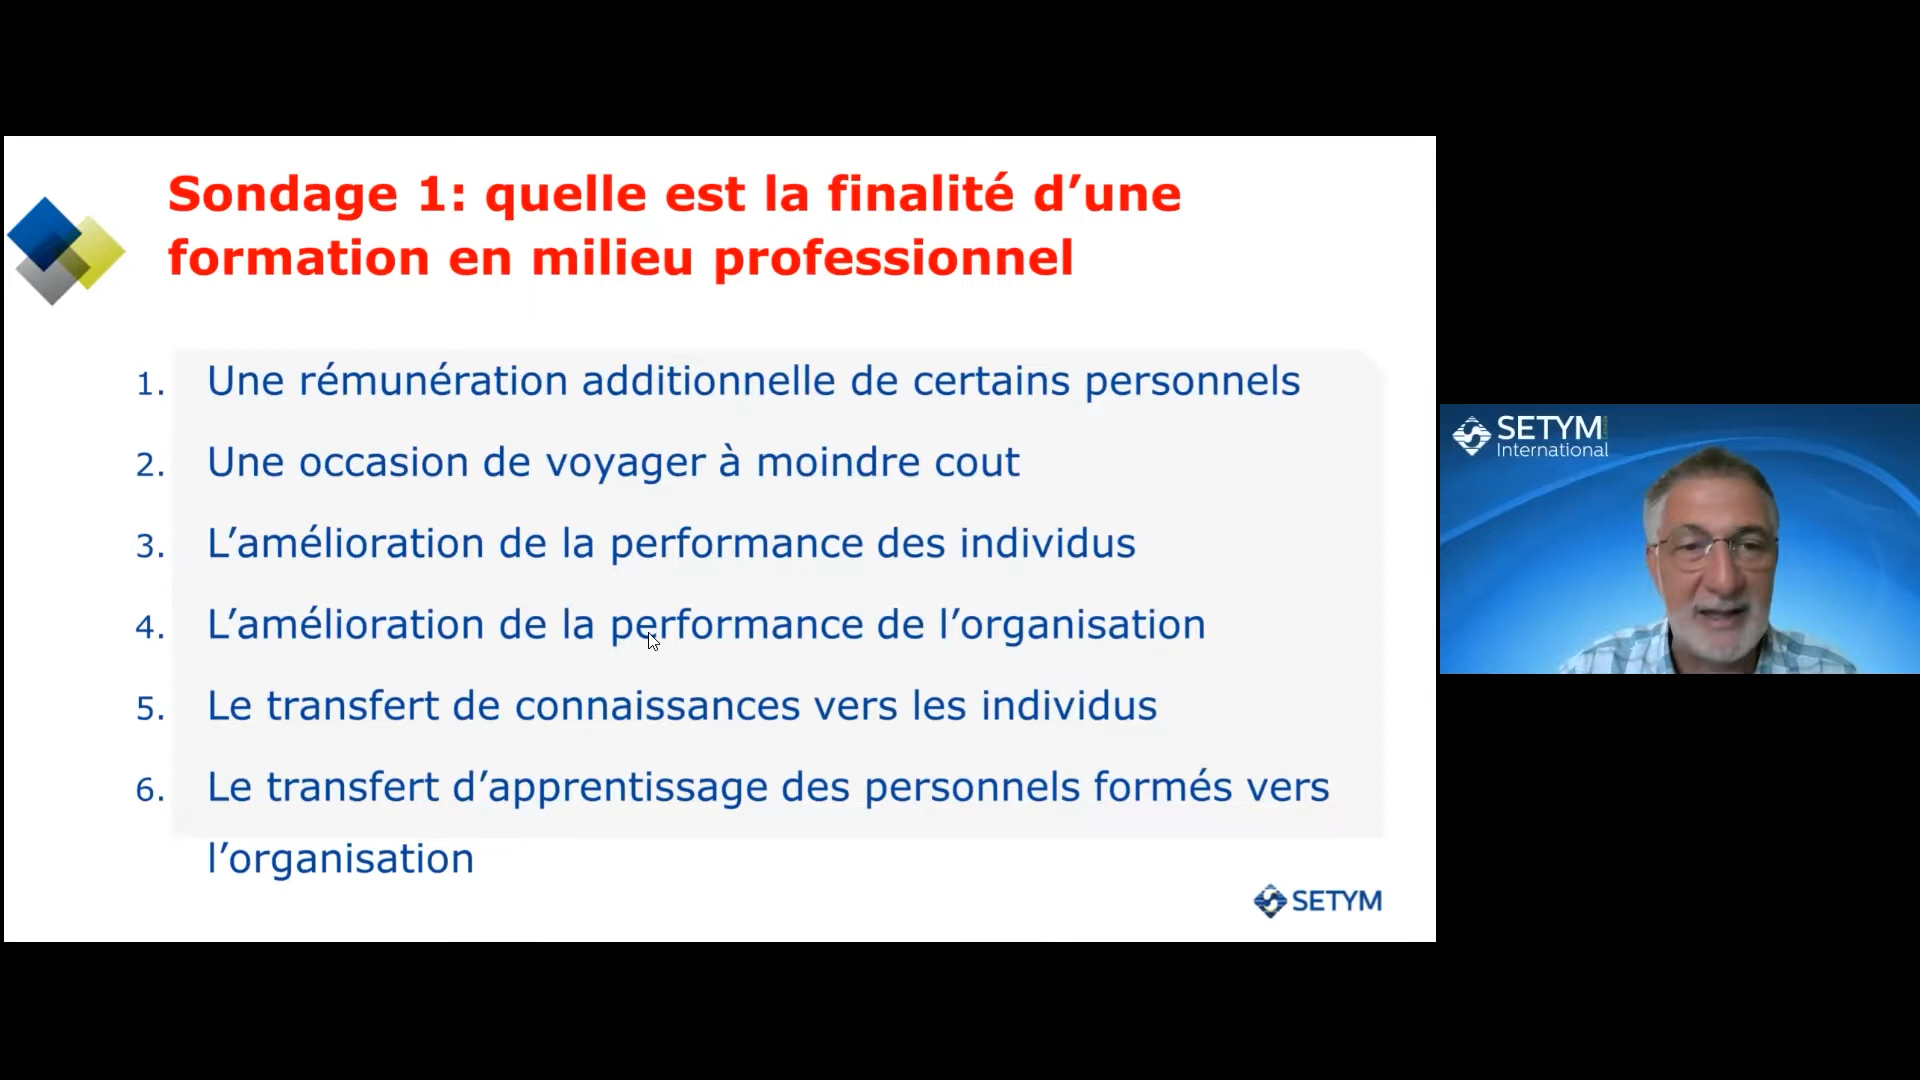 Sondage 1: quelle est la finalité d’une
formation en milieu professionnel
1. Une rémunération additionnelle de certains personnels
2. Une occasion de voyager à moindre cout
3. L’amélioration de la performance des individus
4. L’amélioration de la performance de l’organisation
5. Le transfert de connaissances vers les individus
6. Le transfert d’apprentissage des personnels formés vers
l’organisation
SETYM
SETYM
International